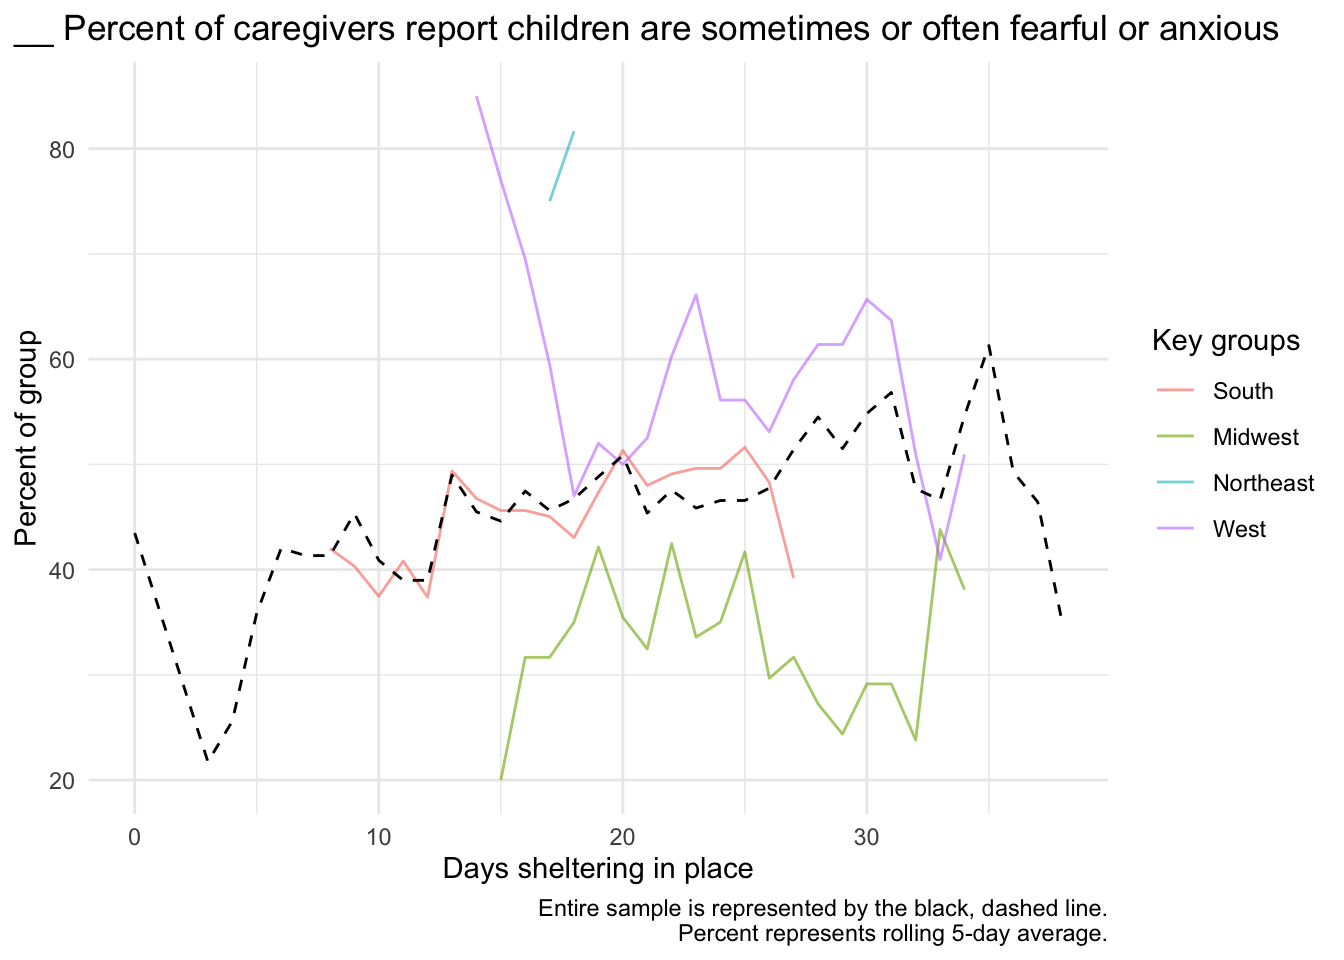 __ Percent of caregivers report children are sometimes or often fearful or anxious
80
60
40
20
Percent of group
0 10 20 30
Days sheltering in place
Key groups
South
Midwest
Northeast
West
Entire sample is represented by the black, dashed line.
Percent represents rolling 5-day average.